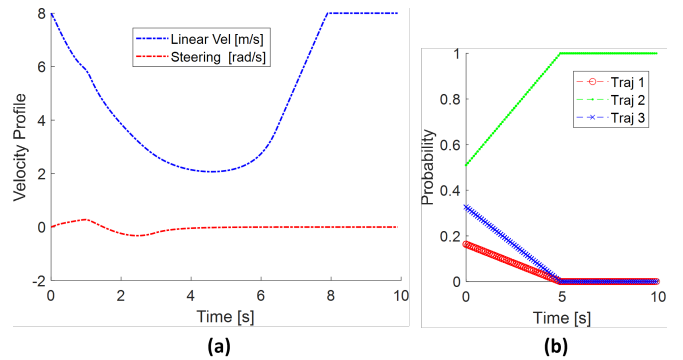 8
6
4
2
0
-2
0
2
4
6
8
10
Velocity Profile
Time [s]
Linear Vel [m/s]
Steering [rad/s]
(a)
1
0.8
0.6
0.4
0.2
0
0
5
10
Probability
Time [s]
Traj 1
Traj 2
Traj 3
(b)